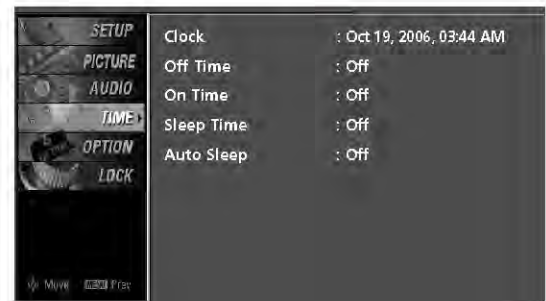 SETUP
PICTURE
AUDIO
TIME
OPTION
LOCK
Clock : Oct 19, 2006, 03:44 AM
Off Time : Off
On Time : Off
Sleep Time : Off
Auto Sleep : Off
Move MENU Prev